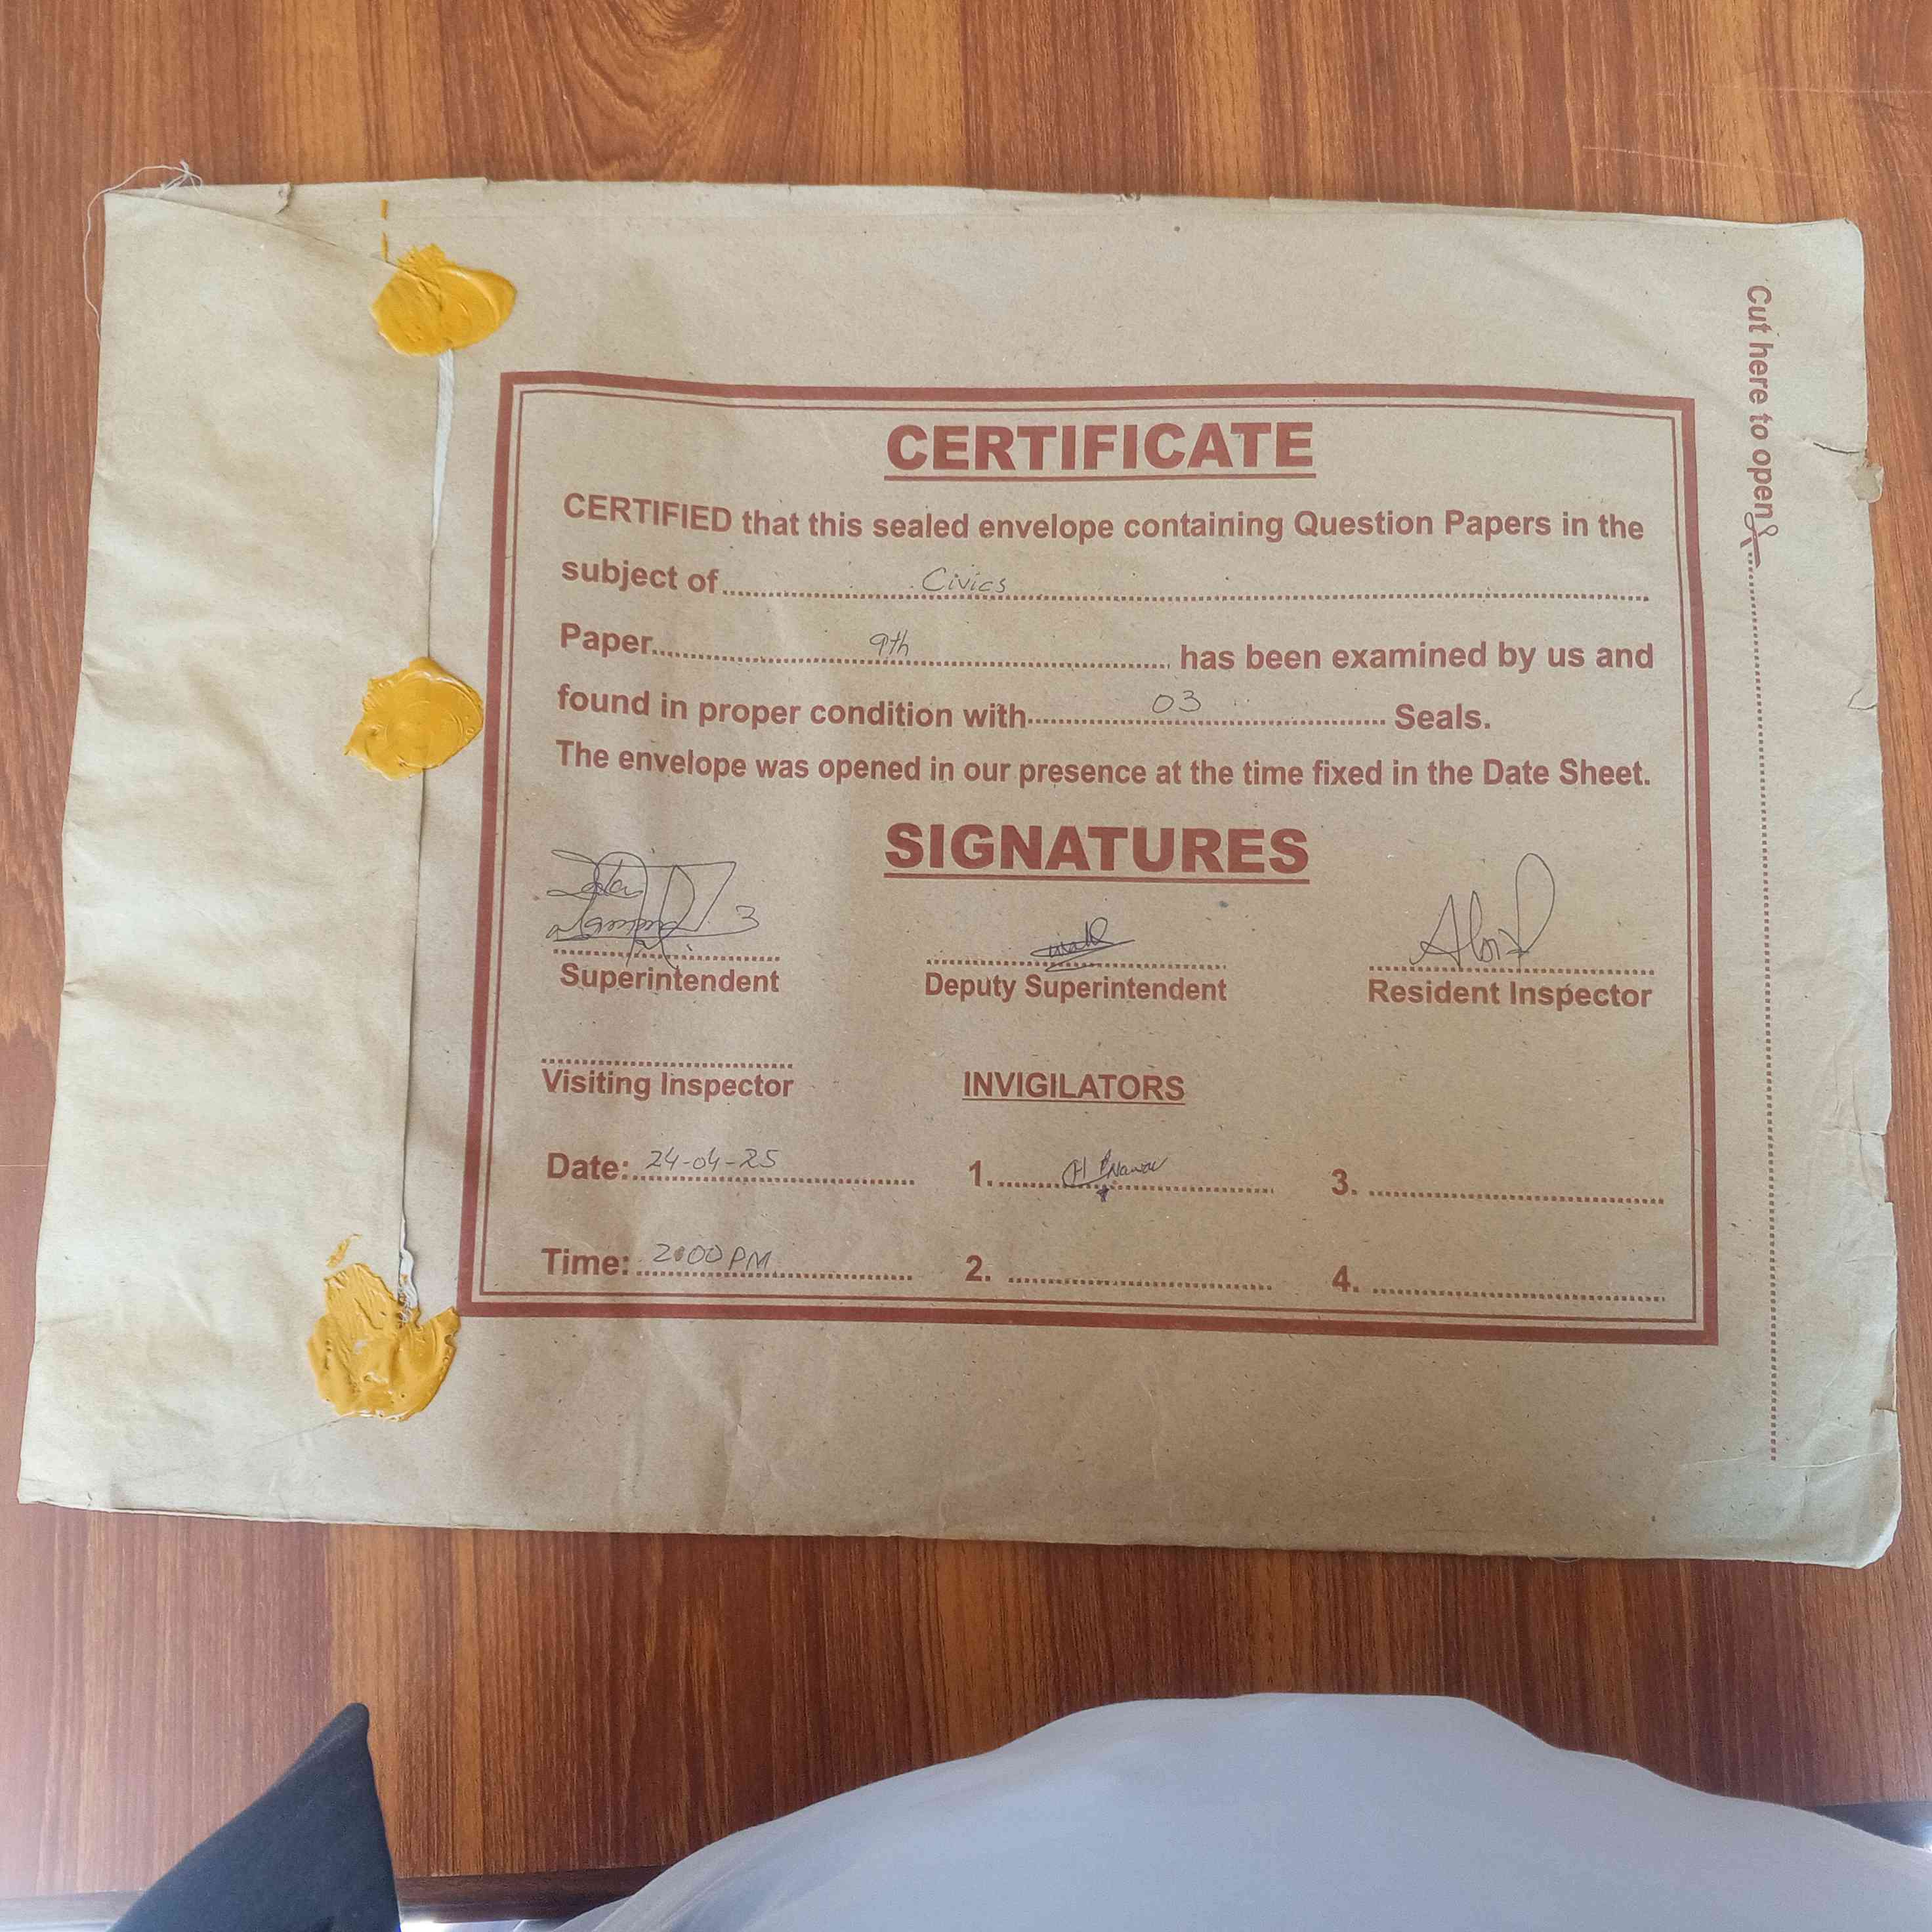 CERTIFICATE
CERTIFIED that this sealed envelope containing Question Papers in the
subject of Civics
Paper 9th has been examined by us and
found in proper condition with 03 Seals.
The envelope was opened in our presence at the time fixed in the Date Sheet.
SIGNATURES
Superintendent
Deputy Superintendent
Resident Inspector
Visiting Inspector
INVIGILATORS
Date: 24-04-25
1.
3.
Time: 2:00 PM
2.
4.
Cut here to open